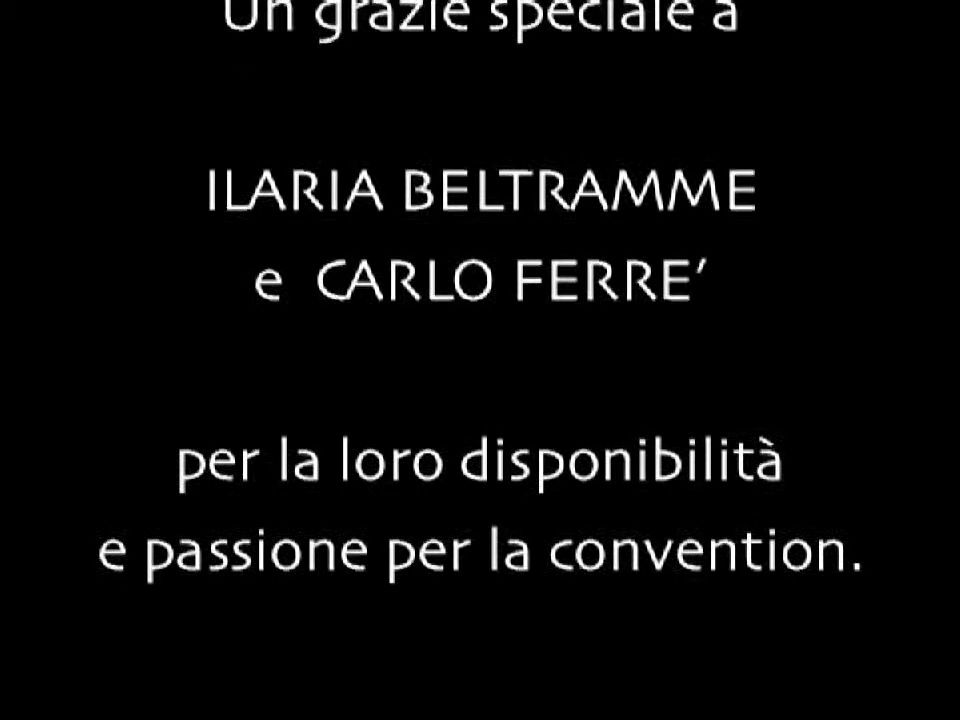 Un grazie speciale a
ILARIA BELTRAMME
e CARLO FERRE’
per la loro disponibilità
e passione per la convention.